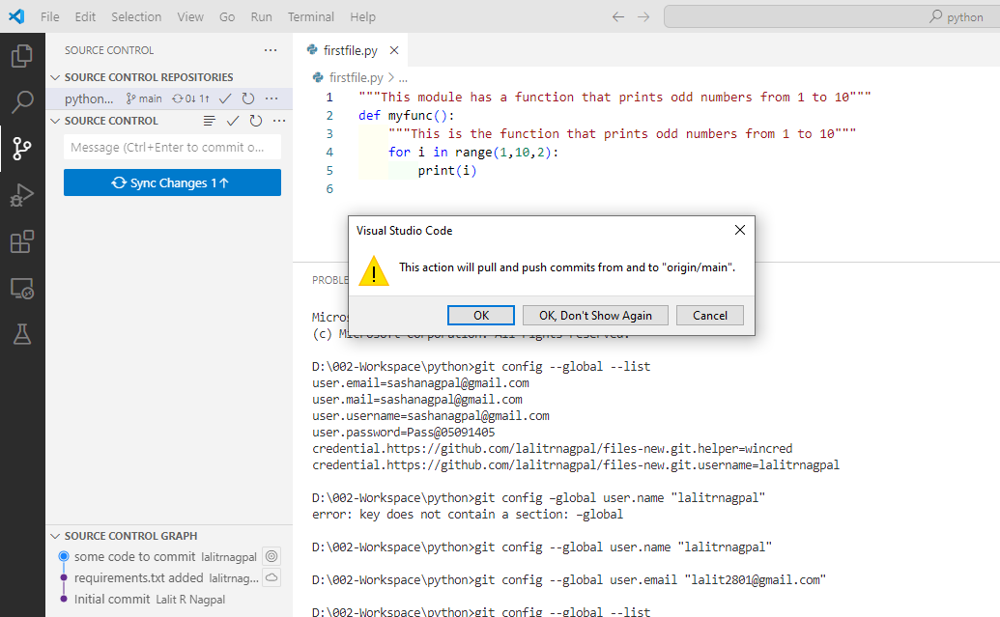 File Edit Selection View Go Run Terminal Help
python
SOURCE CONTROL
SOURCE CONTROL REPOSITORIES
python... main 0↓ 1↑
SOURCE CONTROL
Message (Ctrl+Enter to commit o...
Sync Changes 1↑
firstfile.py
firstfile.py > ...
1 """This module has a function that prints odd numbers from 1 to 10"""
2 def myfunc():
3 """This is the function that prints odd numbers from 1 to 10"""
4 for i in range(1,10,2):
5 print(i)
6
Visual Studio Code
This action will pull and push commits from and to "origin/main".
OK
OK, Don't Show Again
Cancel
PROBLE
Micros
(c) Microsoft Corporation. All rights reserved.
D:\002-Workspace\python>git config --global --list
user.email=sashanagpal@gmail.com
user.mail=sashanagpal@gmail.com
user.username=sashanagpal@gmail.com
user.password=Pass@05091405
credential.https://github.com/lalitrnagpal/files-new.git.helper=wincred
credential.https://github.com/lalitrnagpal/files-new.git.username=lalitrnagpal
D:\002-Workspace\python>git config –global user.name "lalitrnagpal"
error: key does not contain a section: –global
D:\002-Workspace\python>git config --global user.name "lalitrnagpal"
D:\002-Workspace\python>git config --global user.email "lalit2801@gmail.com"
D:\002-Workspace\python>git config --global --list
SOURCE CONTROL GRAPH
some code to commit lalitrnagpal
requirements.txt added lalitrnag...
Initial commit Lalit R Nagpal